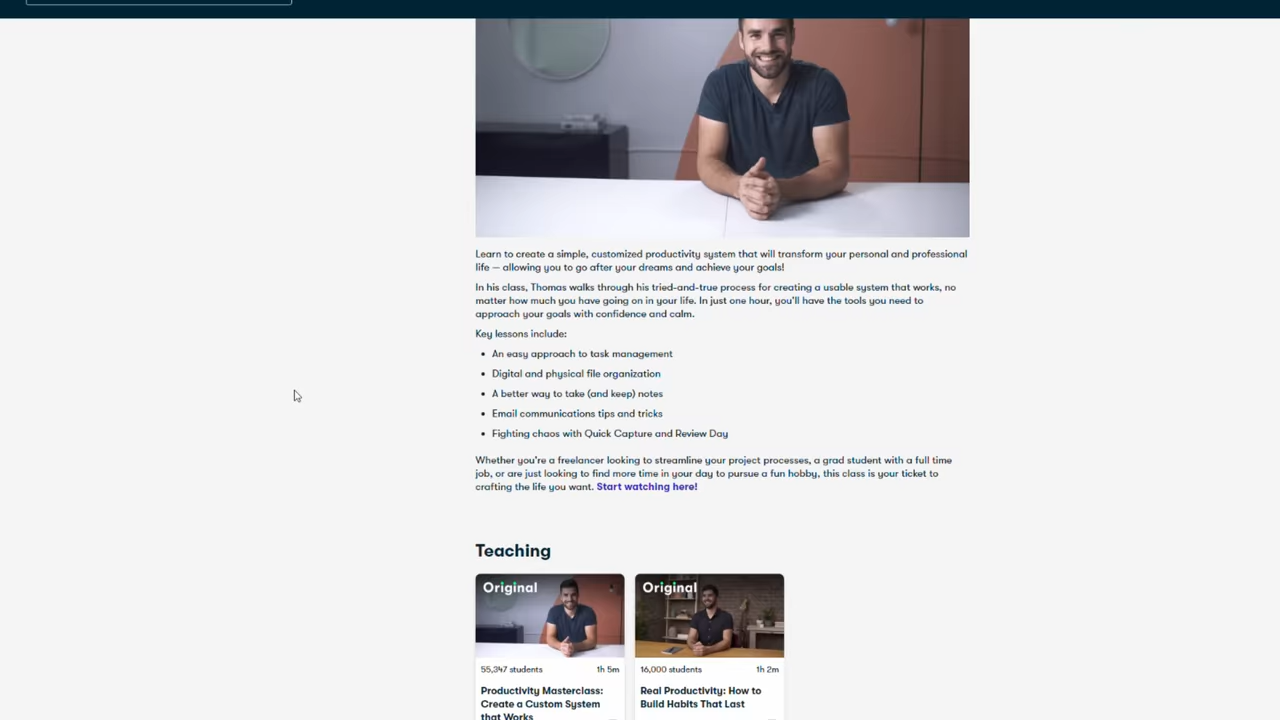 Learn to create a simple, customized productivity system that will transform your personal and professional
life — allowing you to go after your dreams and achieve your goals!
In his class, Thomas walks through his tried-and-true process for creating a usable system that works, no
matter how much you have going on in your life. In just one hour, you'll have the tools you need to
approach your goals with confidence and calm.
Key lessons include:
• An easy approach to task management
• Digital and physical file organization
• A better way to take (and keep) notes
• Email communications tips and tricks
• Fighting chaos with Quick Capture and Review Day
Whether you're a freelancer looking to streamline your project processes, a grad student with a full time
job, or are just looking to find more time in your day to pursue a fun hobby, this class is your ticket to
crafting the life you want. Start watching here!
Teaching
Original
55,347 students 1h 5m
Productivity Masterclass:
Create a Custom System
that Works
Original
16,000 students 1h 2m
Real Productivity: How to
Build Habits That Last